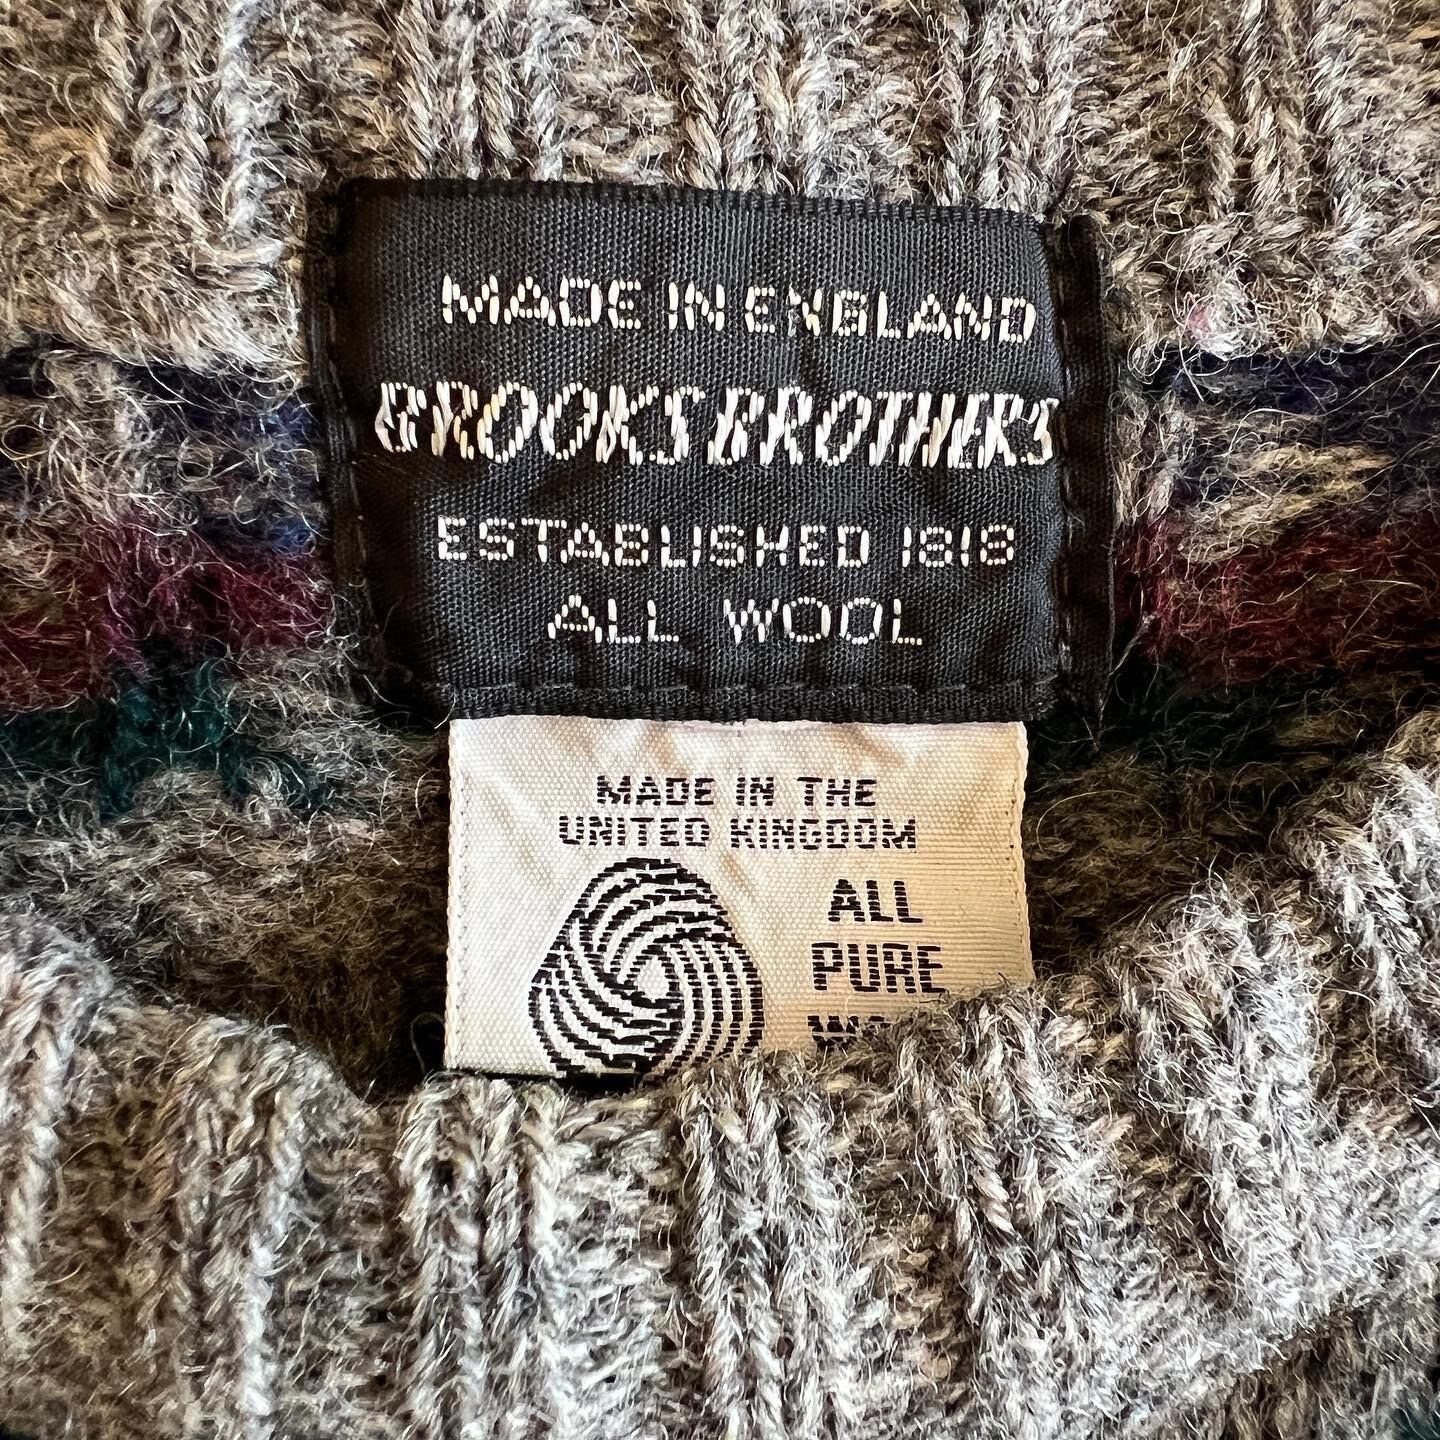 MADE IN ENGLAND
BROOKS BROTHERS
ESTABLISHED 1818
ALL WOOL
MADE IN THE
UNITED KINGDOM
ALL
PURE